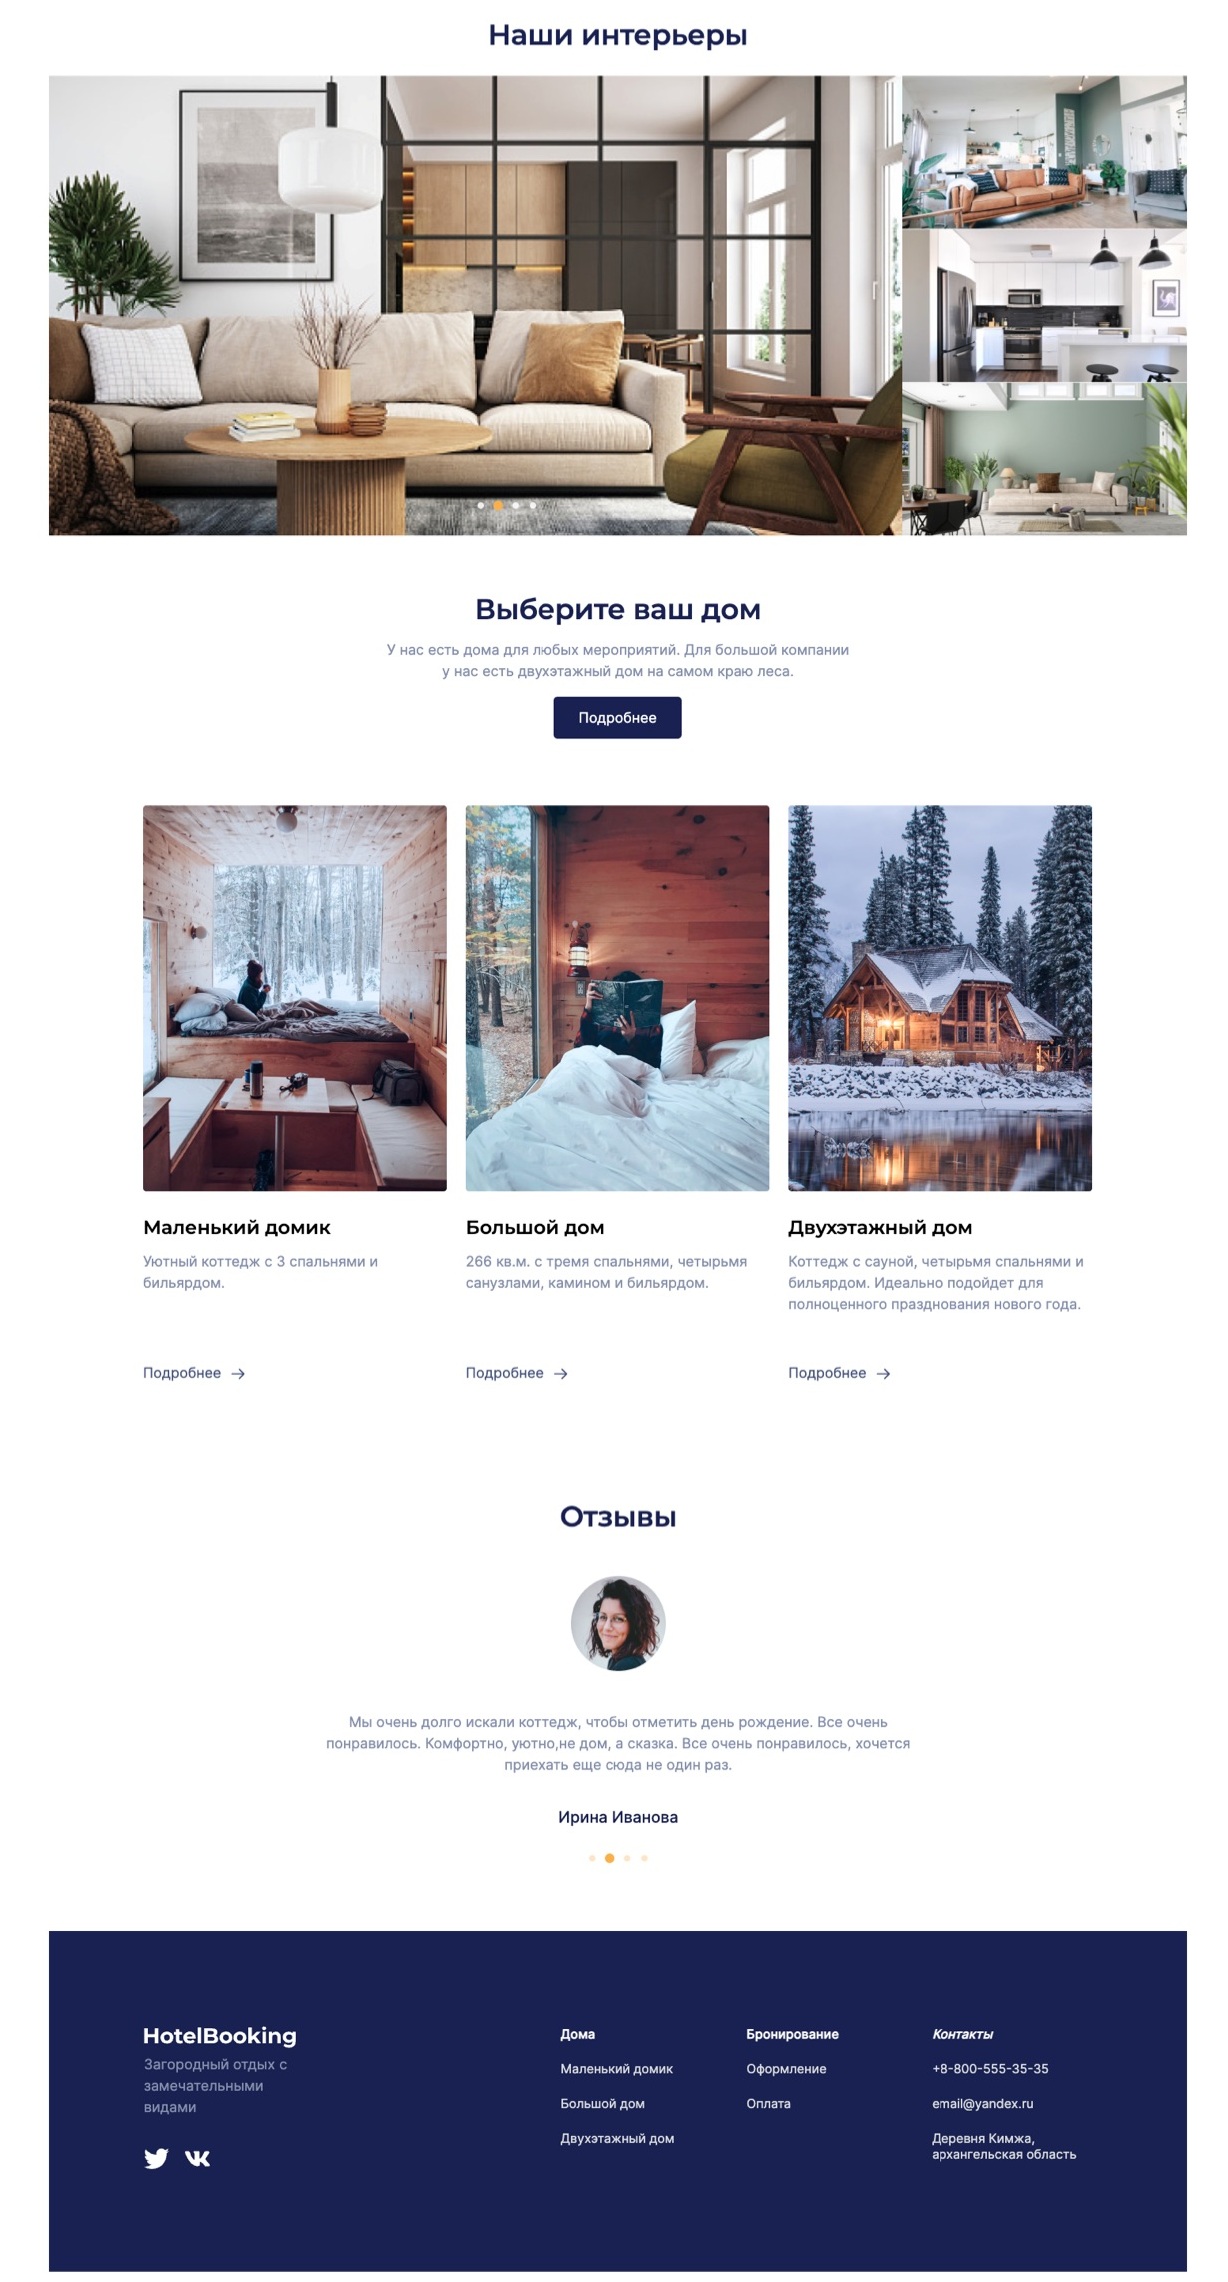 Наши интерьеры
Выберите ваш дом
У нас есть дома для любых мероприятий. Для большой компании
у нас есть двухэтажный дом на самом краю леса.
Подробнее
Маленький домик
Уютный коттедж с 3 спальнями и
бильярдом.
Подробнее
Большой дом
266 кв.м. с тремя спальнями, четырьмя
санузлами, камином и бильярдом.
Подробнее
Двухэтажный дом
Коттедж с сауной, четырьмя спальнями и
бильярдом. Идеально подойдет для
полноценного празднования нового года.
Подробнее
Отзывы
Мы очень долго искали коттедж, чтобы отметить день рождение. Все очень
понравилось. Комфортно, уютно,не дом, а сказка. Все очень понравилось, хочется
приехать еще сюда не один раз.
Ирина Иванова
HotelBooking
Загородный отдых с
замечательными
видами
Дома
Маленький домик
Большой дом
Двухэтажный дом
Бронирование
Оформление
Оплата
Контакты
+8-800-555-35-35
email@yandex.ru
Деревня Кимжа,
архангельская область